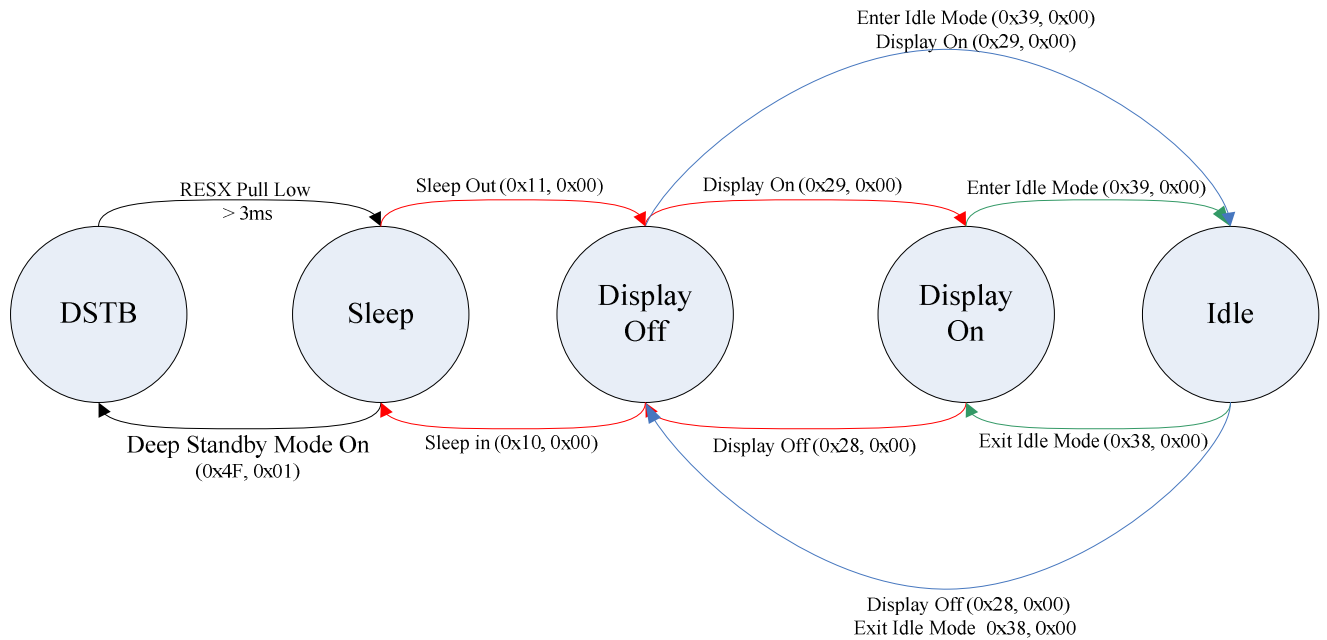 Enter Idle Mode (0x39, 0x00)
Display On (0x29, 0x00)
RESX Pull Low
> 3ms
Sleep Out (0x11, 0x00)
Display On (0x29, 0x00)
Enter Idle Mode (0x39, 0x00)
DSTB
Sleep
Display
Off
Display
On
Idle
Deep Standby Mode On
(0x4F, 0x01)
Sleep in (0x10, 0x00)
Display Off (0x28, 0x00)
Exit Idle Mode (0x38, 0x00)
Display Off (0x28, 0x00)
Exit Idle Mode  0x38, 0x00